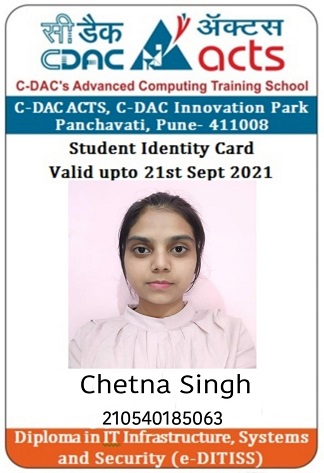 सी डैक ॲक्टस
CDAC acts
C-DAC's Advanced Computing Training School
C-DAC ACTS, C-DAC Innovation Park
Panchavati, Pune- 411008
Student Identity Card
Valid upto 21st Sept 2021
Chetna Singh
210540185063
Diploma in IT Infrastructure, Systems
and Security (e-DITISS)